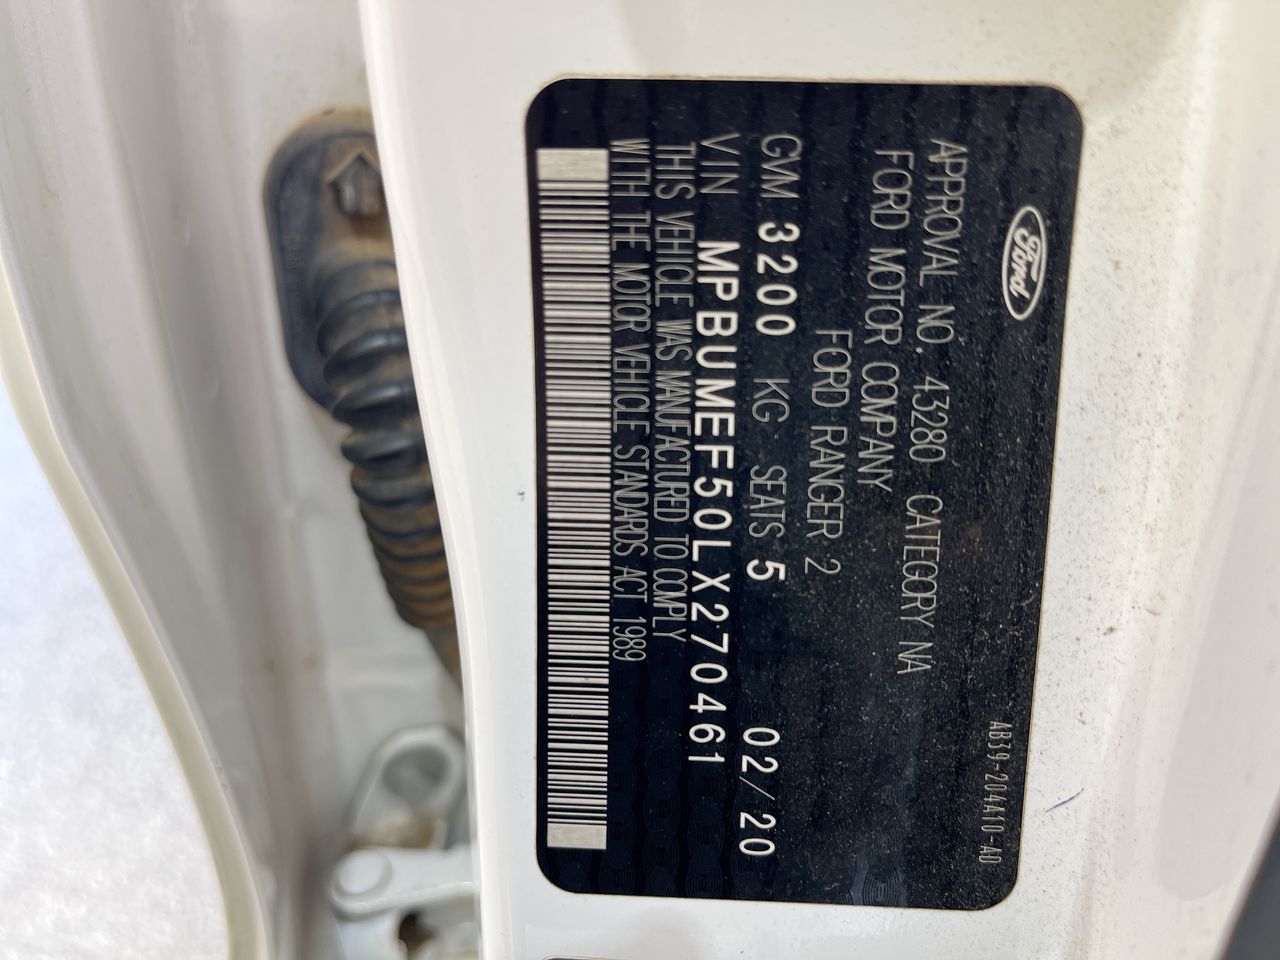 Ford
AB39-204A10-AD
APPROVAL NO. 43280 CATEGORY NA
FORD MOTOR COMPANY
FORD RANGER 2
GVM 3200 KG SEATS 5 02/20
VIN MPBUMEF50LX270461
THIS VEHICLE WAS MANUFACTURED TO COMPLY
WITH THE MOTOR VEHICLE STANDARDS ACT 1989